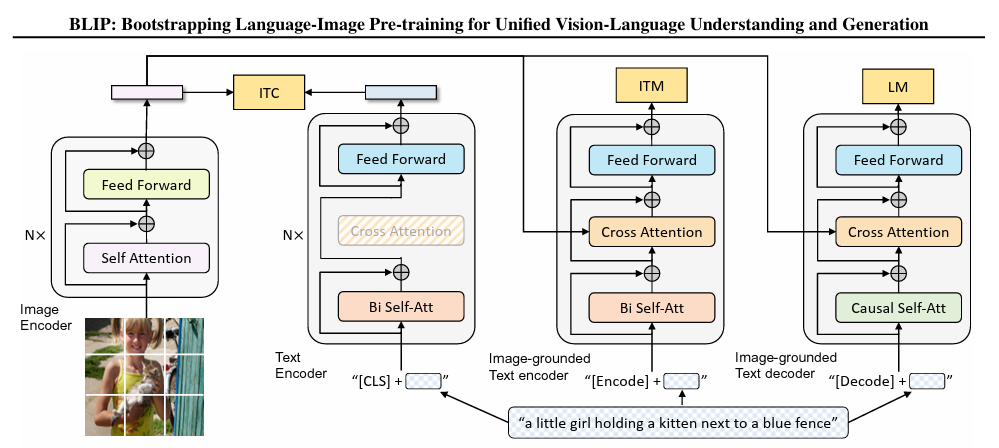 BLIP: Bootstrapping Language-Image Pre-training for Unified Vision-Language Understanding and Generation
ITC
ITM
LM
Feed Forward
Self Attention
N×
Image
Encoder
Feed Forward
Cross Attention
Bi Self-Att
N×
Text
Encoder
Feed Forward
Cross Attention
Bi Self-Att
Image-grounded
Text encoder
Feed Forward
Cross Attention
Causal Self-Att
Image-grounded
Text decoder
“[CLS] + ”
“[Encode] + ”
“[Decode] + ”
“a little girl holding a kitten next to a blue fence”